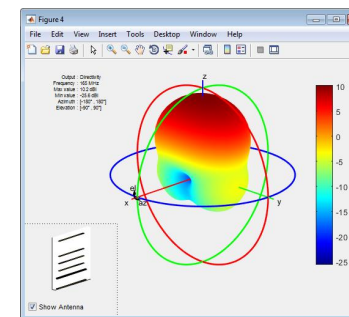 Figure 4
File Edit View Insert Tools Desktop Window Help
Output : Directivity
Frequency : 165 MHz
Max value : 10.2 dBi
Min value : -25.6 dBi
Azimuth : [-180° , 180°]
Elevation : [-90° , 90°]
z
el
x az
y
10
5
0
-5
-10
-15
-20
-25
Show Antenna